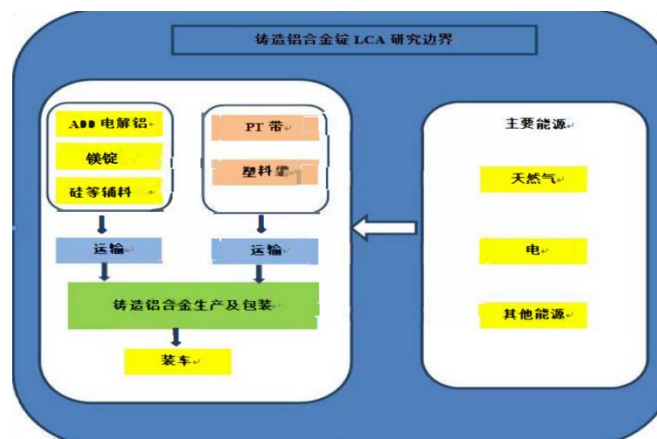 铸造铝合金锭 LCA 研究边界
A00 电解铝
镁锭
硅等辅料
运输
PT 带
塑料
运输
铸造铝合金生产及包装
装车
主要能源
天然气
电
其他能源